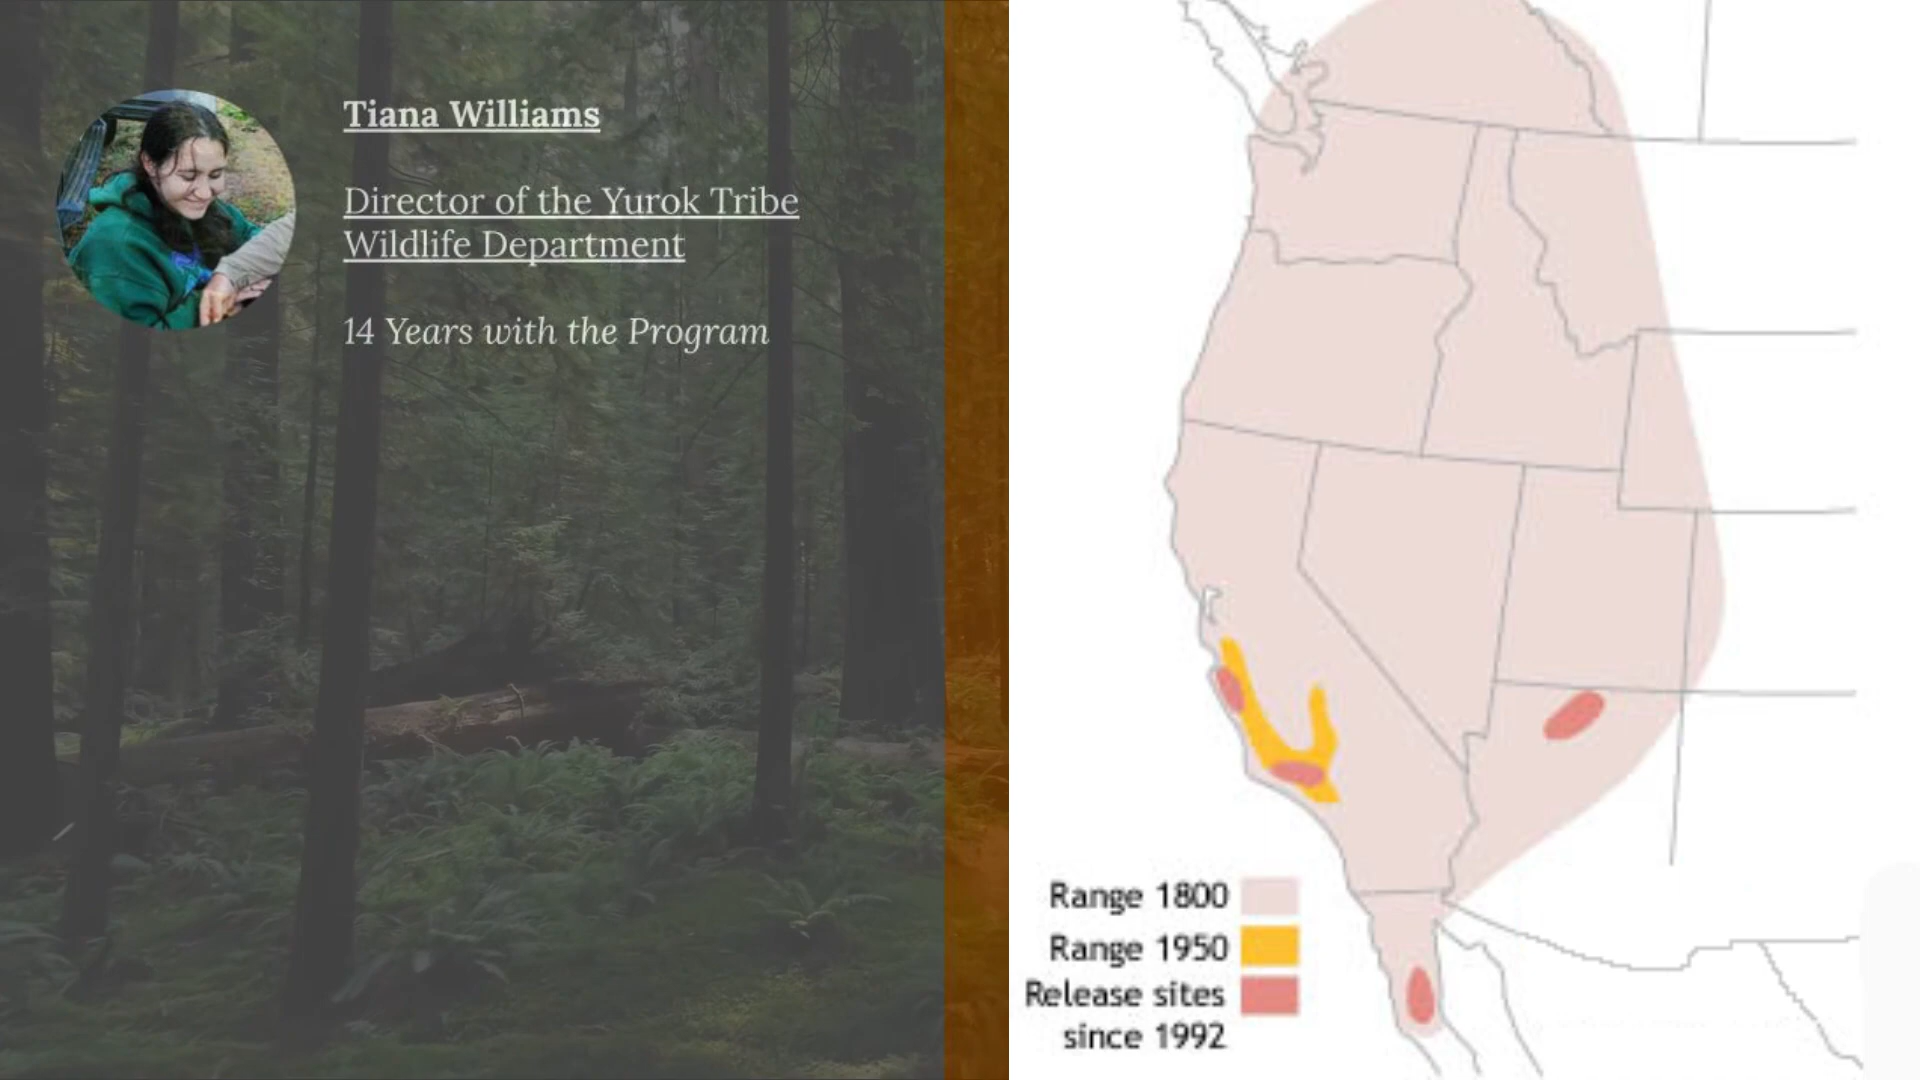 Tiana Williams
Director of the Yurok Tribe
Wildlife Department
14 Years with the Program
Range 1800
Range 1950
Release sites
since 1992